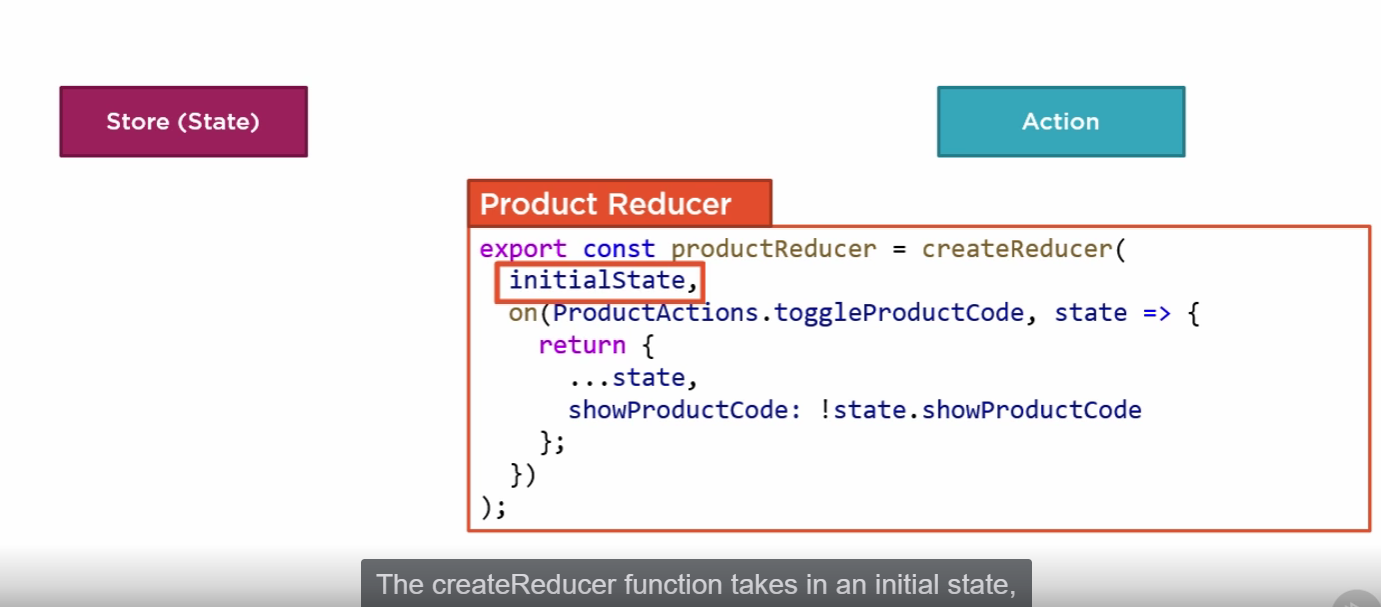 Store (State)
Action
Product Reducer
export const productReducer = createReducer(
initialState,
on(ProductActions.toggleProductCode, state => {
return {
...state,
showProductCode: !state.showProductCode
};
})
);
The createReducer function takes in an initial state,